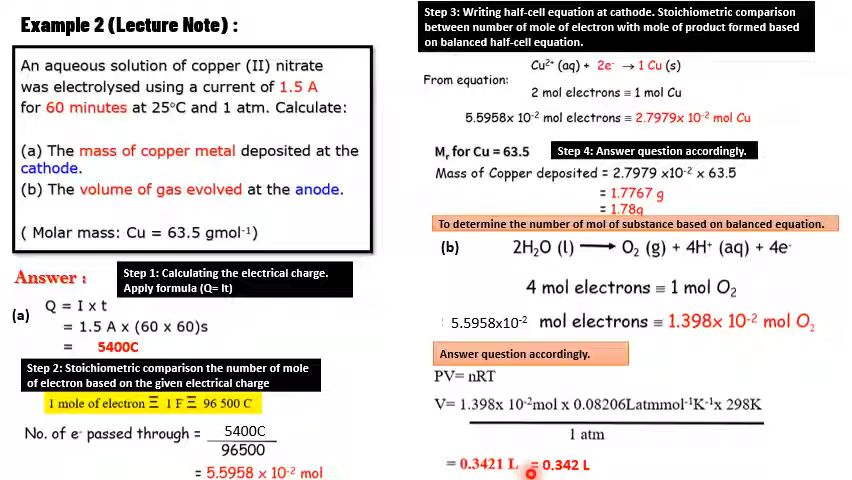 Example 2 (Lecture Note) :
An aqueous solution of copper (II) nitrate
was electrolysed using a current of 1.5 A
for 60 minutes at 25°C and 1 atm. Calculate:
(a) The mass of copper metal deposited at the
cathode.
(b) The volume of gas evolved at the anode.
( Molar mass: Cu = 63.5 gmol⁻¹)
Answer :
Step 1: Calculating the electrical charge.
Apply formula (Q= It)
(a)
Q = I x t
= 1.5 A x (60 x 60)s
= 5400C
Step 2: Stoichiometric comparison the number of mole
of electron based on the given electrical charge
1 mole of electron Ξ 1 F Ξ 96 500 C
No. of e⁻ passed through = 5400C
96500
= 5.5958 x 10⁻² mol
Step 3: Writing half-cell equation at cathode. Stoichiometric comparison
between number of mole of electron with mole of product formed based
on balanced half-cell equation.
Cu²⁺ (aq) + 2e⁻ → 1 Cu (s)
From equation:
2 mol electrons ≡ 1 mol Cu
5.5958x 10⁻² mol electrons ≡ 2.7979x 10⁻² mol Cu
Mᵣ for Cu = 63.5
Step 4: Answer question accordingly.
Mass of Copper deposited = 2.7979 x10⁻² x 63.5
= 1.7767 g
= 1.78g
To determine the number of mol of substance based on balanced equation.
(b)
2H₂O (l) ⟶ O₂ (g) + 4H⁺ (aq) + 4e⁻
4 mol electrons ≡ 1 mol O₂
5.5958x10⁻² mol electrons ≡ 1.398x 10⁻² mol O₂
Answer question accordingly.
PV= nRT
V= 1.398x 10⁻²mol x 0.08206Latmmol⁻¹K⁻¹x 298K
1 atm
= 0.3421 L = 0.342 L